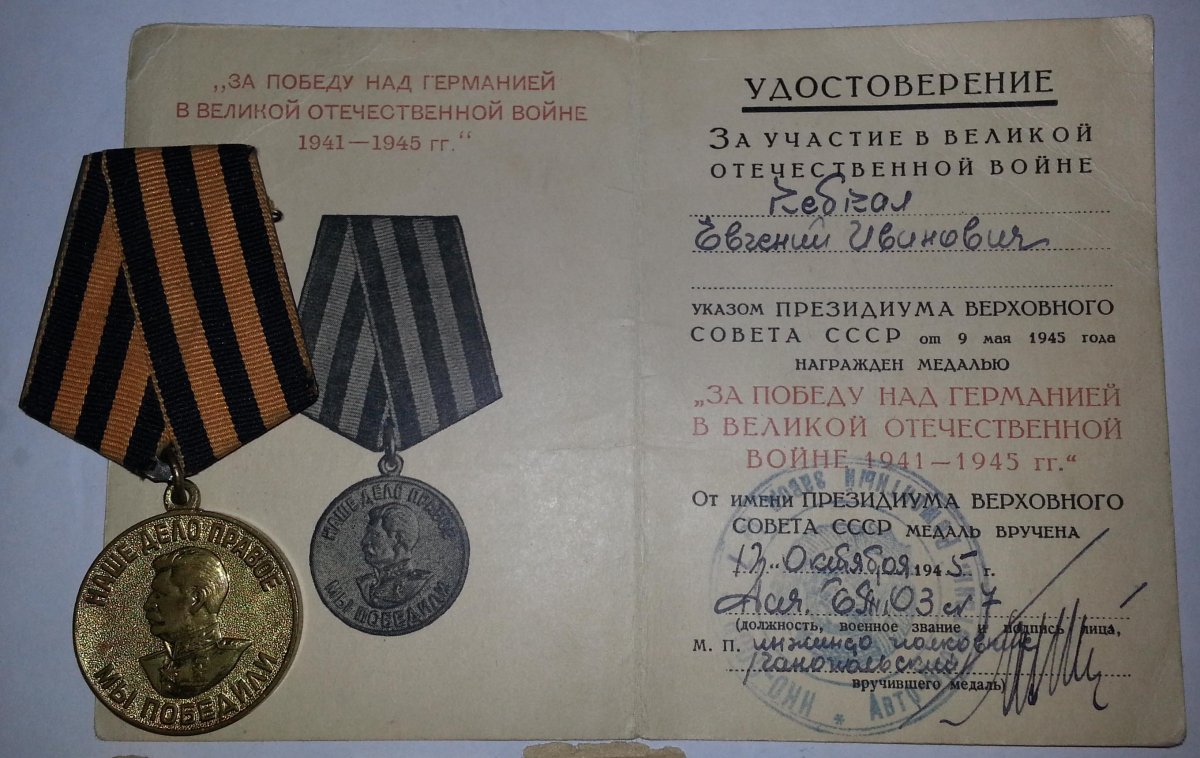 „ЗА ПОБЕДУ НАД ГЕРМАНИЕЙ
В ВЕЛИКОЙ ОТЕЧЕСТВЕННОЙ ВОЙНЕ
1941—1945 гг.“
НАШЕ ДЕЛО ПРАВОЕ
МЫ ПОБЕДИЛИ
НАШЕ ДЕЛО ПРАВОЕ
МЫ ПОБЕДИЛИ
УДОСТОВЕРЕНИЕ
ЗА УЧАСТИЕ В ВЕЛИКОЙ
ОТЕЧЕСТВЕННОЙ ВОЙНЕ
Евгений Иванович
УКАЗОМ ПРЕЗИДИУМА ВЕРХОВНОГО
СОВЕТА СССР от 9 мая 1945 года
НАГРАЖДЕН МЕДАЛЬЮ
„ЗА ПОБЕДУ НАД ГЕРМАНИЕЙ
В ВЕЛИКОЙ ОТЕЧЕСТВЕННОЙ
ВОЙНЕ 1941—1945 гг.“
ОТ ИМЕНИ ПРЕЗИДИУМА ВЕРХОВНОГО
СОВЕТА СССР МЕДАЛЬ ВРУЧЕНА
Октября 1945 г.
(должность, военное звание и подпись лица,
М. П.
вручившего медаль)